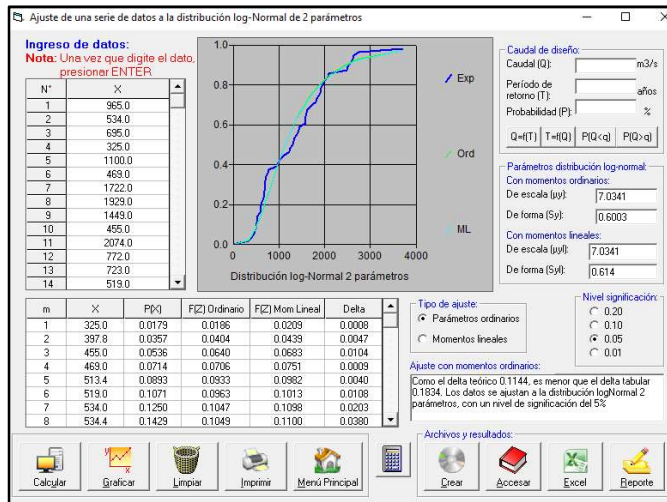 Ajuste de una serie de datos a la distribución log-Normal de 2 parámetros
Ingreso de datos:
Nota: Una vez que digite el dato,
presionar ENTER
N° X
1 965.0
2 534.0
3 695.0
4 325.0
5 1100.0
6 469.0
7 1722.0
8 1929.0
9 1449.0
10 455.0
11 2074.0
12 772.0
13 723.0
14 519.0
1.0
0.8
0.6
0.4
0.2
0.0
0 1000 2000 3000 4000
Exp
Ord
ML
Distribución log-Normal 2 parámetros
Caudal de diseño:
Caudal (Q): m3/s
Período de
retorno (T): años
Probabilidad (P): %
Q=f(T) T=f(Q) P(Q<q) P(Q>q)
Parámetros distribución log-normal:
Con momentos ordinarios:
De escala (µy): 7.0341
De forma (Sy): 0.6003
Con momentos lineales:
De escala (µyl): 7.0341
De forma (Syl): 0.614
m X P(X) F(Z) Ordinario F(Z) Mom Lineal Delta
1 325.0 0.0179 0.0186 0.0209 0.0008
2 397.8 0.0357 0.0404 0.0439 0.0047
3 455.0 0.0536 0.0640 0.0683 0.0104
4 469.0 0.0714 0.0706 0.0751 0.0009
5 513.4 0.0893 0.0933 0.0982 0.0040
6 519.0 0.1071 0.0963 0.1013 0.0108
7 534.0 0.1250 0.1047 0.1098 0.0203
8 534.4 0.1429 0.1049 0.1100 0.0380
Tipo de ajuste:
Parámetros ordinarios
Momentos lineales
Nivel significación:
0.20
0.10
0.05
0.01
Ajuste con momentos ordinarios:
Como el delta teórico 0.1144, es menor que el delta tabular
0.1834. Los datos se ajustan a la distribución logNormal 2
parámetros, con un nivel de significación del 5%
Calcular Graficar Limpiar Imprimir Menú Principal
Archivos y resultados:
Crear Accesar Excel Reporte